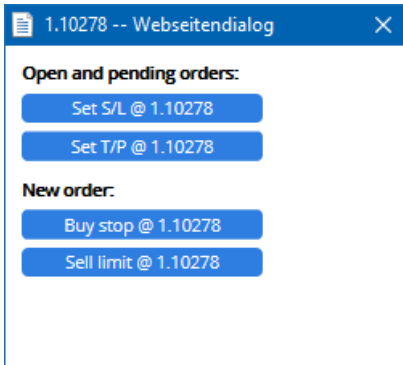 1.10278 -- Webseitendialog
Open and pending orders:
Set S/L @ 1.10278
Set T/P @ 1.10278
New order:
Buy stop @ 1.10278
Sell limit @ 1.10278